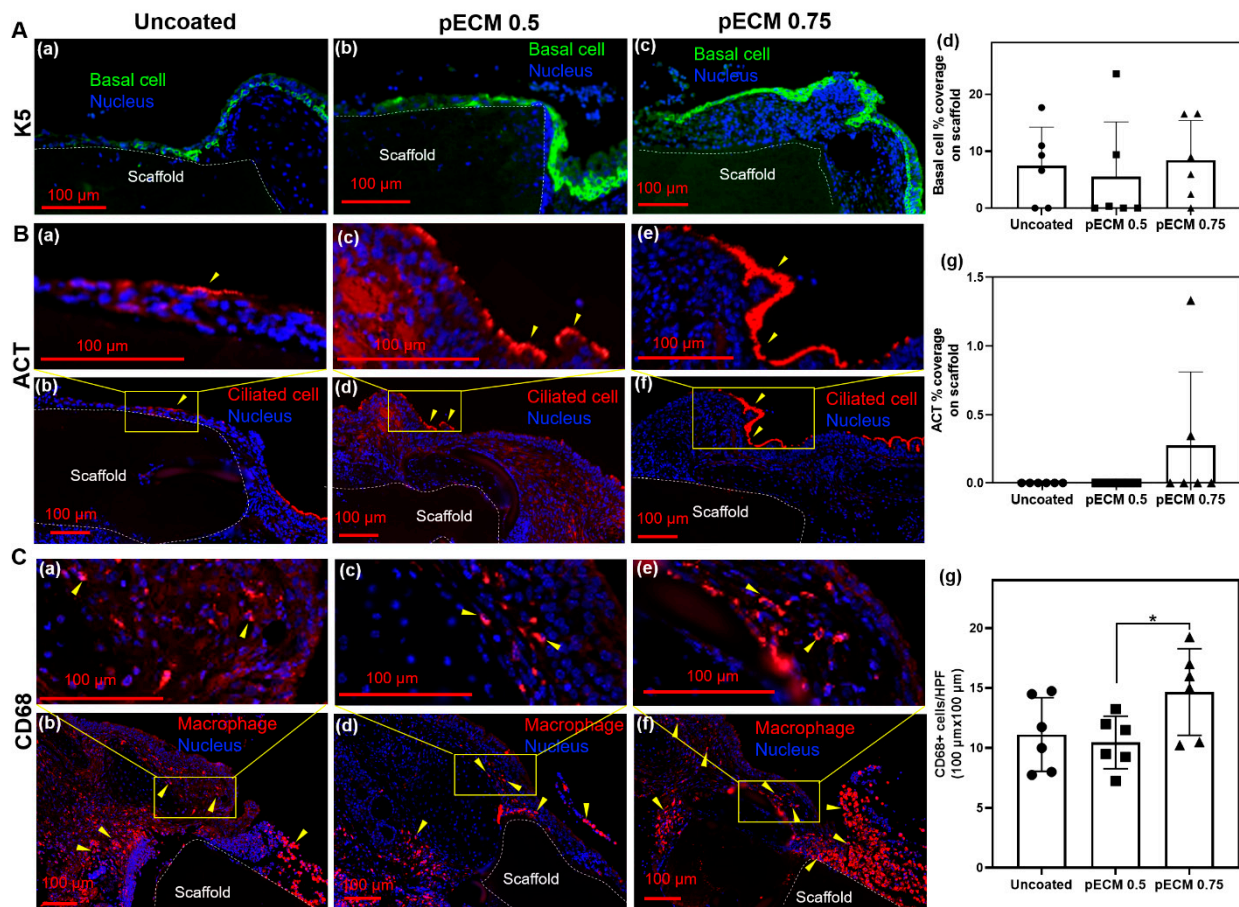 Uncoated pECM 0.5 pECM 0.75
A
K5
(a)
Basal cell
Nucleus
Scaffold
100 µm
(b)
Basal cell
Nucleus
Scaffold
100 µm
(c)
Basal cell
Nucleus
Scaffold
100 µm
(d)
Basal cell % coverage
on scaffold
20
10
0
Uncoated pECM 0.5 pECM 0.75
B
ACT
(a)
100 µm
(c)
100 µm
(e)
100 µm
(b)
Ciliated cell
Nucleus
Scaffold
100 µm
(d)
Ciliated cell
Nucleus
Scaffold
100 µm
(f)
Ciliated cell
Nucleus
Scaffold
100 µm
(g)
ACT % coverage
on scaffold
1.5
1.0
0.5
0.0
Uncoated pECM 0.5 pECM 0.75
C
CD68
(a)
100 µm
(c)
100 µm
(e)
100 µm
(b)
Macrophage
Nucleus
Scaffold
100 µm
(d)
Macrophage
Nucleus
Scaffold
100 µm
(f)
Macrophage
Nucleus
Scaffold
100 µm
(g)
CD68+ cells/HPF
(100 µmx100 µm)
20
15
10
5
0
*
Uncoated pECM 0.5 pECM 0.75